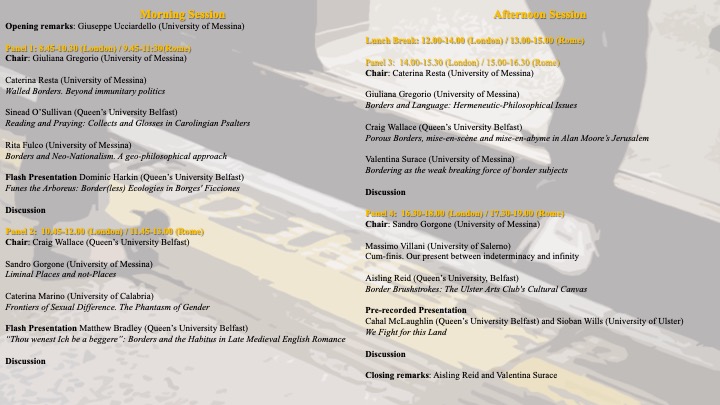 Morning Session
Opening remarks: Giuseppe Ucciardello (University of Messina)
Panel 1: 8.45-10.30 (London) / 9.45-11:30(Rome)
Chair: Giuliana Gregorio (University of Messina)
Caterina Resta (University of Messina)
Walled Borders. Beyond immunitary politics
Sinead O'Sullivan (Queen's University Belfast)
Reading and Praying: Collects and Glosses in Carolingian Psalters
Rita Fulco (University of Messina)
Borders and Neo-Nationalism. A geo-philosophical approach
Flash Presentation Dominic Harkin (Queen's University Belfast)
Funes the Arboreus: Border(less) Ecologies in Borges' Ficciones
Discussion
Panel 2: 10.45-12.00 (London) / 11.45-13.00 (Rome)
Chair: Craig Wallace (Queen's University Belfast)
Sandro Gorgone (University of Messina)
Liminal Places and not-Places
Caterina Marino (University of Calabria)
Frontiers of Sexual Difference. The Phantasm of Gender
Flash Presentation Matthew Bradley (Queen's University Belfast)
"Thou wenest Ich be a beggere": Borders and the Habitus in Late Medieval English Romance
Discussion
Afternoon Session
Lunch Break: 12.00-14.00 (London) / 13.00-15.00 (Rome)
Panel 3: 14.00-15.30 (London) / 15.00-16.30 (Rome)
Chair: Caterina Resta (University of Messina)
Giuliana Gregorio (University of Messina)
Borders and Language: Hermeneutic-Philosophical Issues
Craig Wallace (Queen's University Belfast)
Porous Borders, mise-en-scène and mise-en-abyme in Alan Moore's Jerusalem
Valentina Surace (University of Messina)
Bordering as the weak breaking force of border subjects
Discussion
Panel 4: 16.30-18.00 (London) / 17.30-19.00 (Rome)
Chair: Sandro Gorgone (University of Messina)
Massimo Villani (University of Salerno)
Cum-finis. Our present between indeterminacy and infinity
Aisling Reid (Queen's University, Belfast)
Border Brushstrokes: The Ulster Arts Club's Cultural Canvas
Pre-recorded Presentation
Cahal McLaughlin (Queen's University Belfast) and Sioban Wills (University of Ulster)
We Fight for this Land
Discussion
Closing remarks: Aisling Reid and Valentina Surace